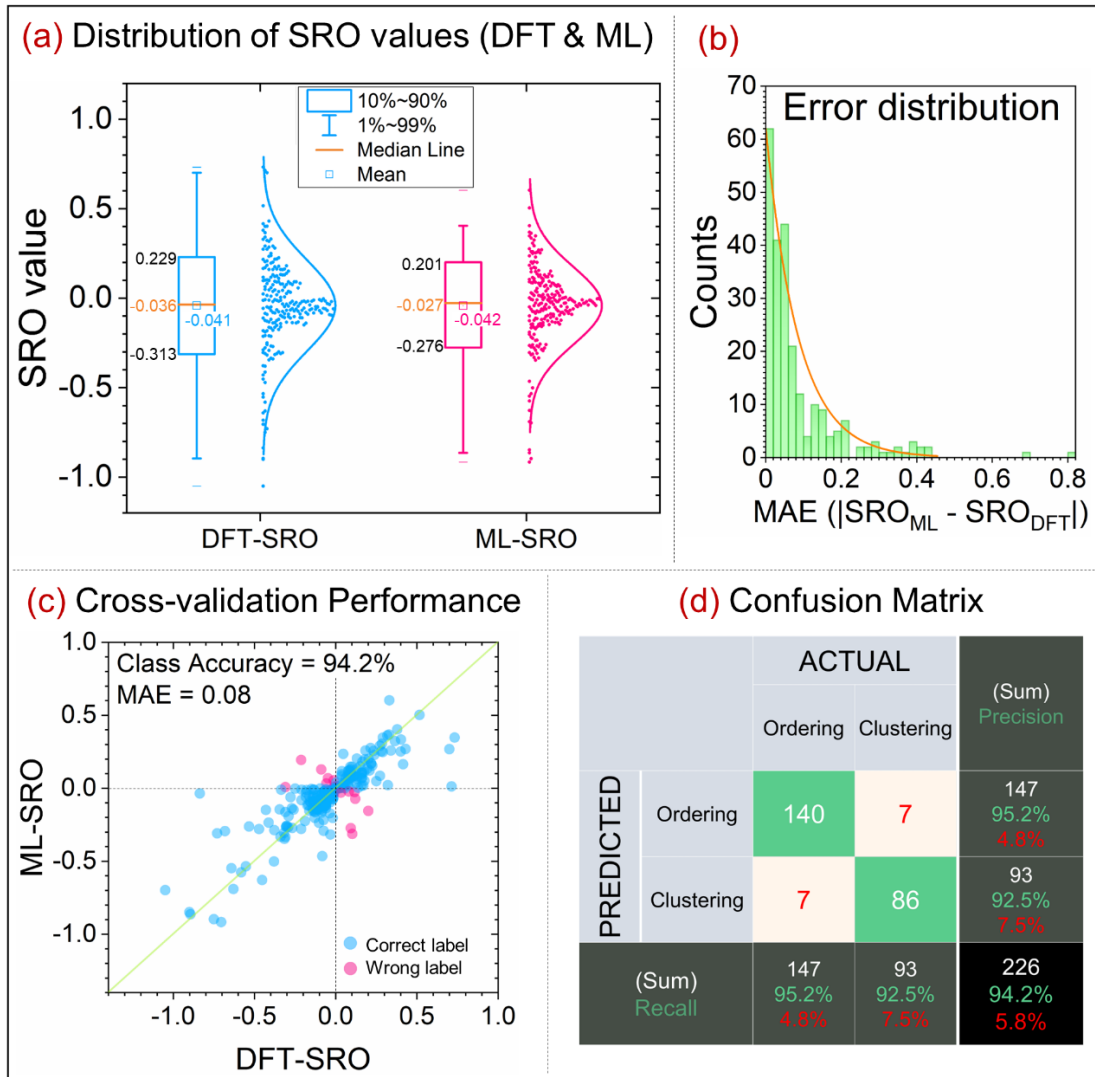 (a) Distribution of SRO values (DFT & ML)
SRO value
1.0
0.5
0.0
-0.5
-1.0
10%~90%
1%~99%
Median Line
Mean
0.229
-0.036
-0.041
-0.313
0.201
-0.027
-0.042
-0.276
DFT-SRO
ML-SRO
(b)
Error distribution
Counts
70
60
50
40
30
20
10
0
0
0.2
0.4
0.6
0.8
MAE (|SRO_ML - SRO_DFT|)
(c) Cross-validation Performance
Class Accuracy = 94.2%
MAE = 0.08
ML-SRO
1.0
0.5
0.0
-0.5
-1.0
Correct label
Wrong label
-1.0
-0.5
0.0
0.5
1.0
DFT-SRO
(d) Confusion Matrix
ACTUAL
(Sum)
Precision
Ordering
Clustering
PREDICTED
Ordering
140
7
147
95.2%
4.8%
Clustering
7
86
93
92.5%
7.5%
(Sum)
Recall
147
95.2%
4.8%
93
92.5%
7.5%
226
94.2%
5.8%